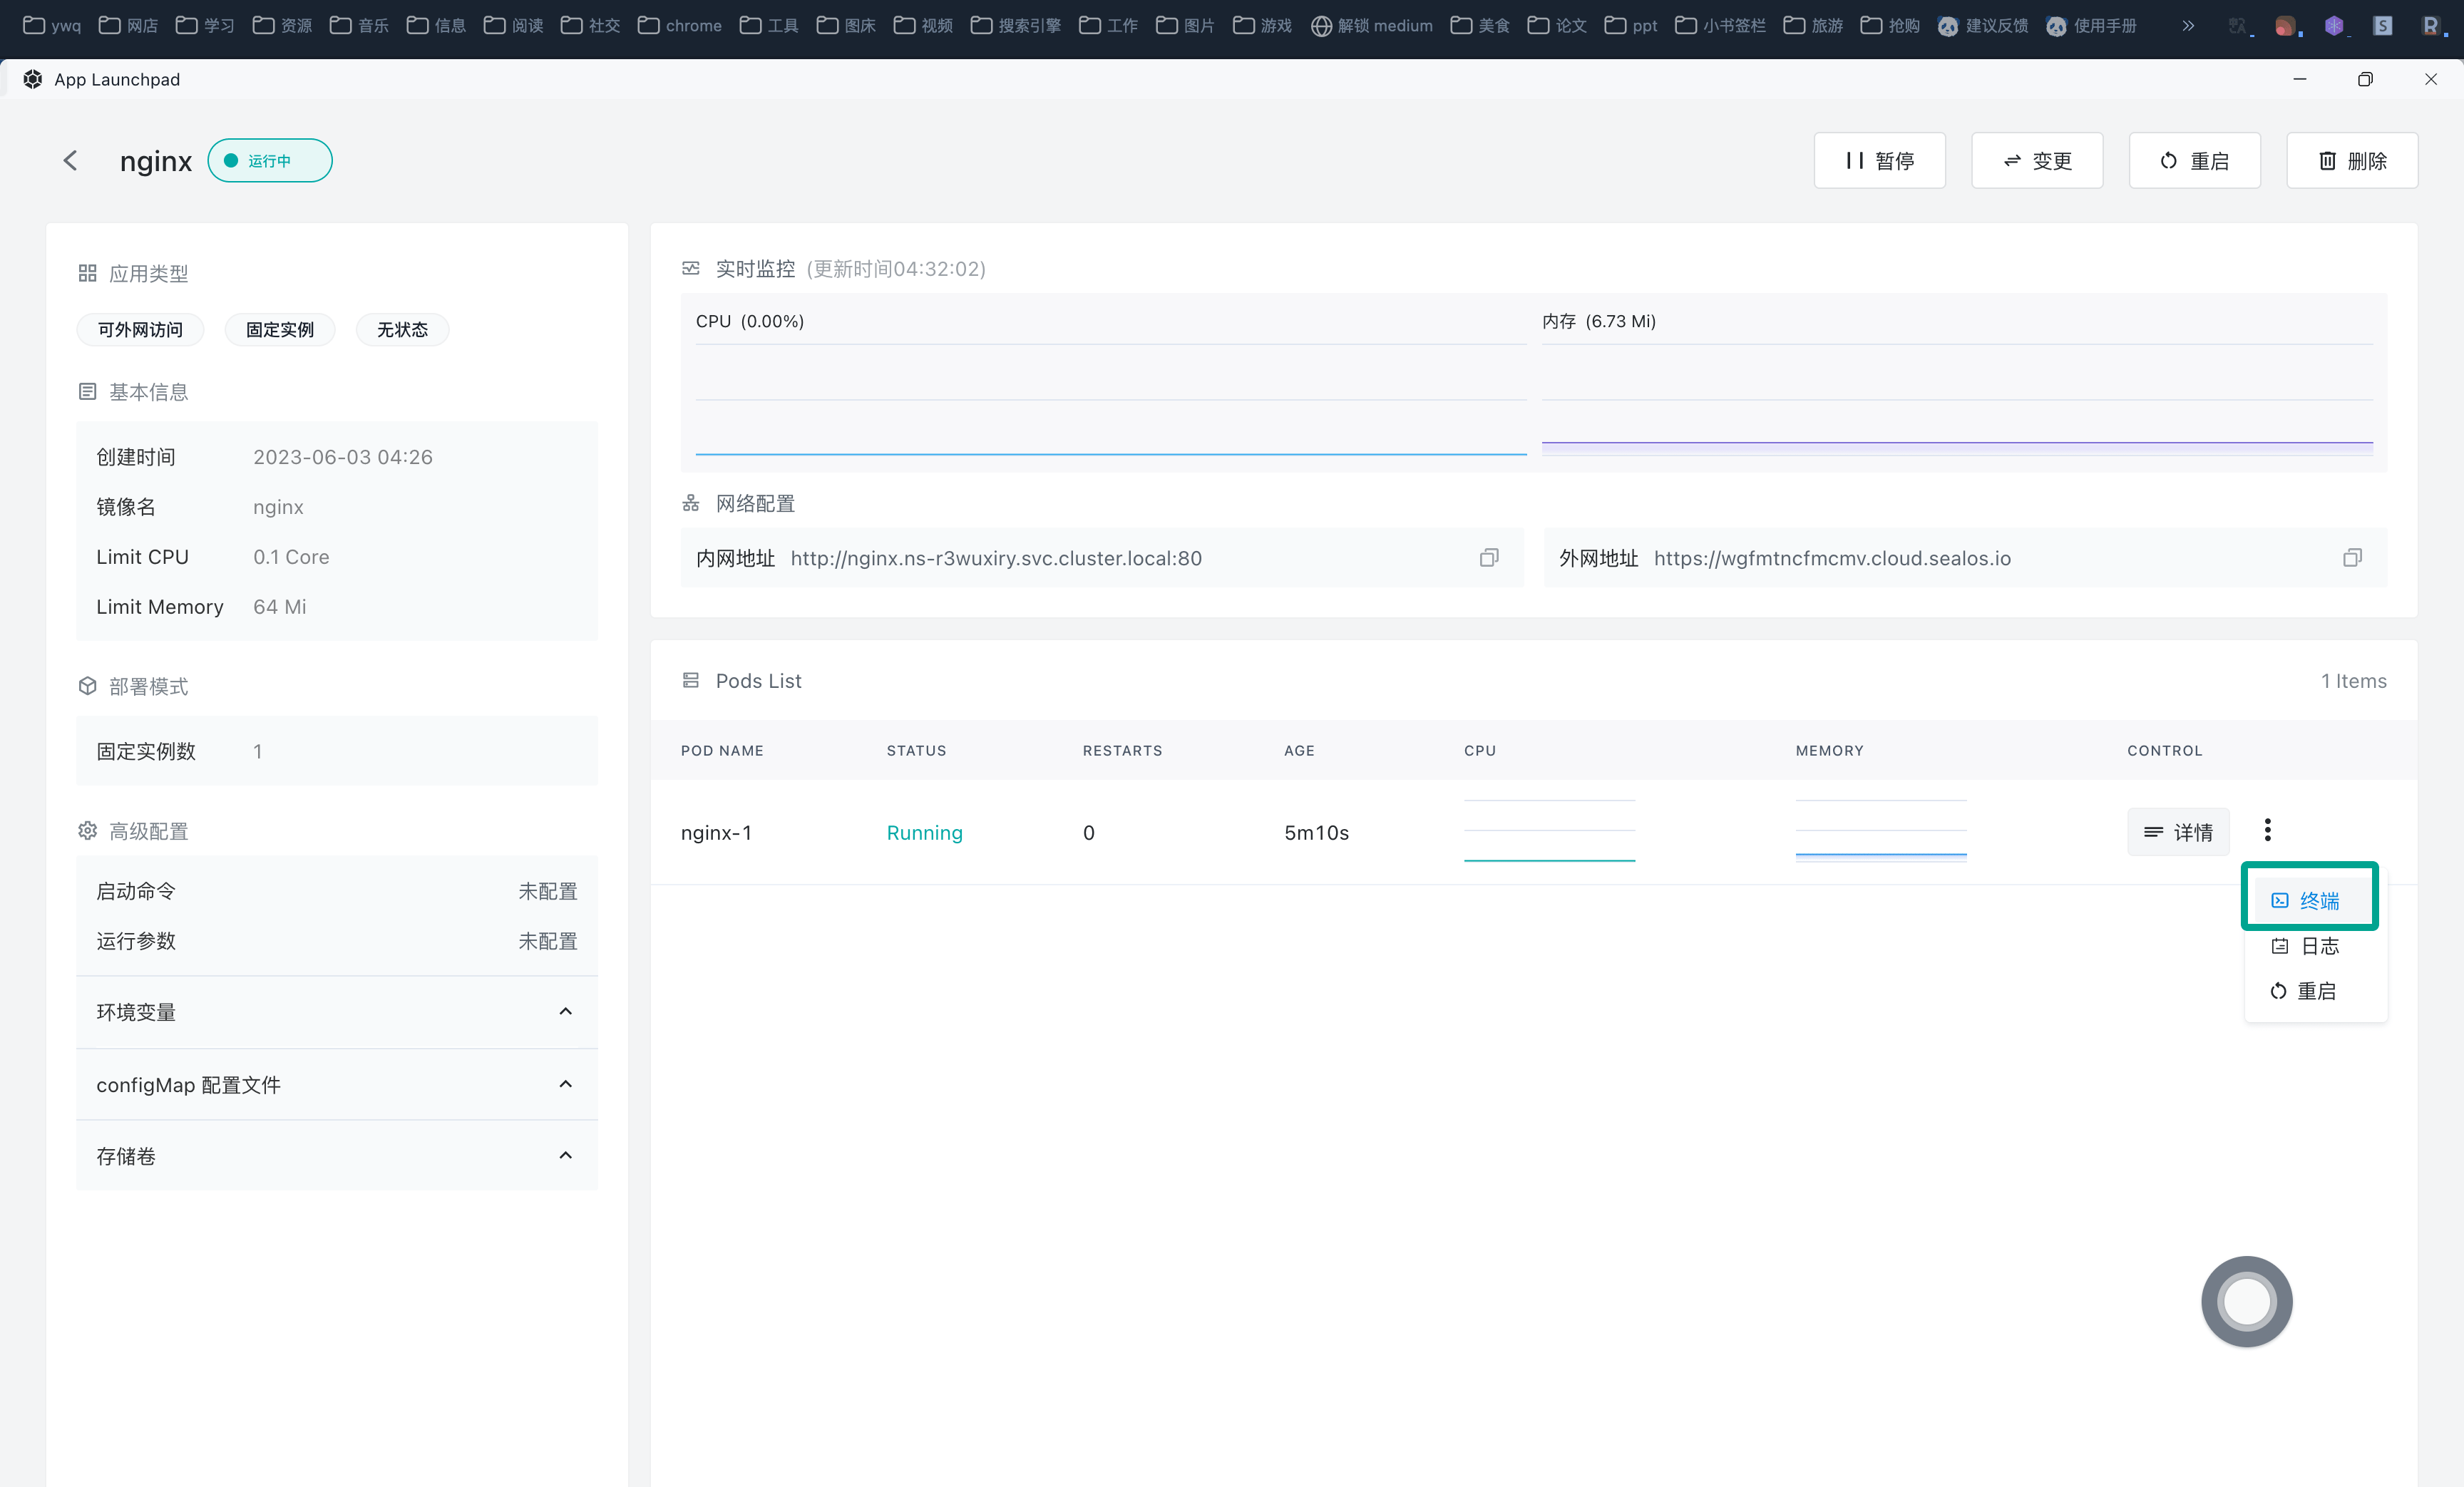 ywq 网店 学习 资源 音乐 信息 阅读 社交 chrome 工具 图床 视频 搜索引擎 工作 图片 游戏 解锁 medium 美食 论文 ppt 小书签栏 旅游 抢购 建议反馈 使用手册 »
App Launchpad
nginx 运行中 暂停 变更 重启 删除
应用类型
可外网访问 固定实例 无状态
基本信息
创建时间 2023-06-03 04:26
镜像名 nginx
Limit CPU 0.1 Core
Limit Memory 64 Mi
部署模式
固定实例数 1
高级配置
启动命令 未配置
运行参数 未配置
环境变量
configMap 配置文件
存储卷
实时监控 (更新时间04:32:02)
CPU (0.00%) 内存 (6.73 Mi)
网络配置
内网地址 http://nginx.ns-r3wuxiry.svc.cluster.local:80 外网地址 https://wgfmtncfmcmv.cloud.sealos.io
Pods List 1 Items
POD NAME STATUS RESTARTS AGE CPU MEMORY CONTROL
nginx-1 Running 0 5m10s 详情
终端
日志
重启